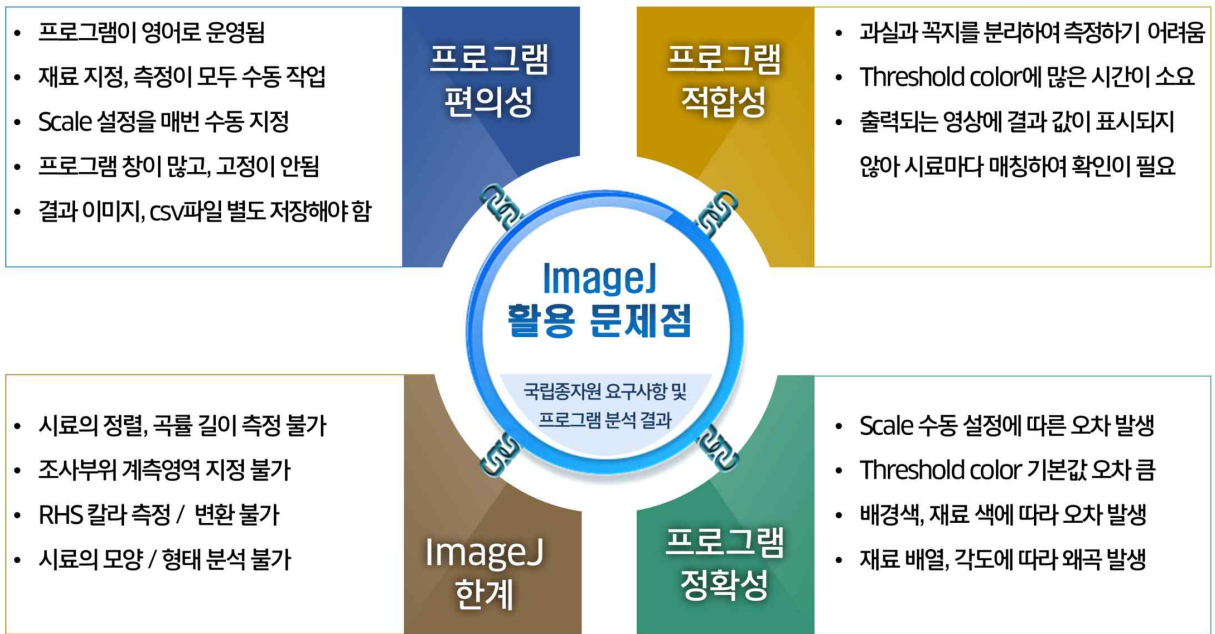 • 프로그램이 영어로 운영됨
• 재료 지정, 측정이 모두 수동 작업
• Scale 설정을 매번 수동 지정
• 프로그램 창이 많고, 고정이 안됨
• 결과 이미지, csv파일 별도 저장해야 함
프로그램
편의성
프로그램
적합성
• 과실과 꼭지를 분리하여 측정하기 어려움
• Threshold color에 많은 시간이 소요
• 출력되는 영상에 결과 값이 표시되지
않아 시료마다 매칭하여 확인이 필요
ImageJ
활용 문제점
국립종자원 요구사항 및
프로그램 분석 결과
• 시료의 정렬, 곡률 길이 측정 불가
• 조사부위 계측영역 지정 불가
• RHS 칼라 측정 / 변환 불가
• 시료의 모양 / 형태 분석 불가
ImageJ
한계
프로그램
정확성
• Scale 수동 설정에 따른 오차 발생
• Threshold color 기본값 오차 큼
• 배경색, 재료 색에 따라 오차 발생
• 재료 배열, 각도에 따라 왜곡 발생